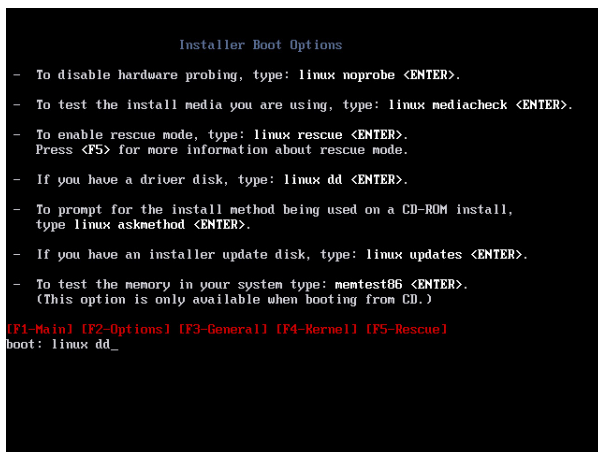 Installer Boot Options
- To disable hardware probing, type: linux noprobe <ENTER>.
- To test the install media you are using, type: linux mediacheck <ENTER>.
- To enable rescue mode, type: linux rescue <ENTER>.
Press <F5> for more information about rescue mode.
- If you have a driver disk, type: linux dd <ENTER>.
- To prompt for the install method being used on a CD-ROM install,
type linux askmethod <ENTER>.
- If you have an installer update disk, type: linux updates <ENTER>.
- To test the memory in your system type: memtest86 <ENTER>.
(This option is only available when booting from CD.)
[F1-Main] [F2-Options] [F3-General] [F4-Kernel] [F5-Rescue]
boot: linux dd_